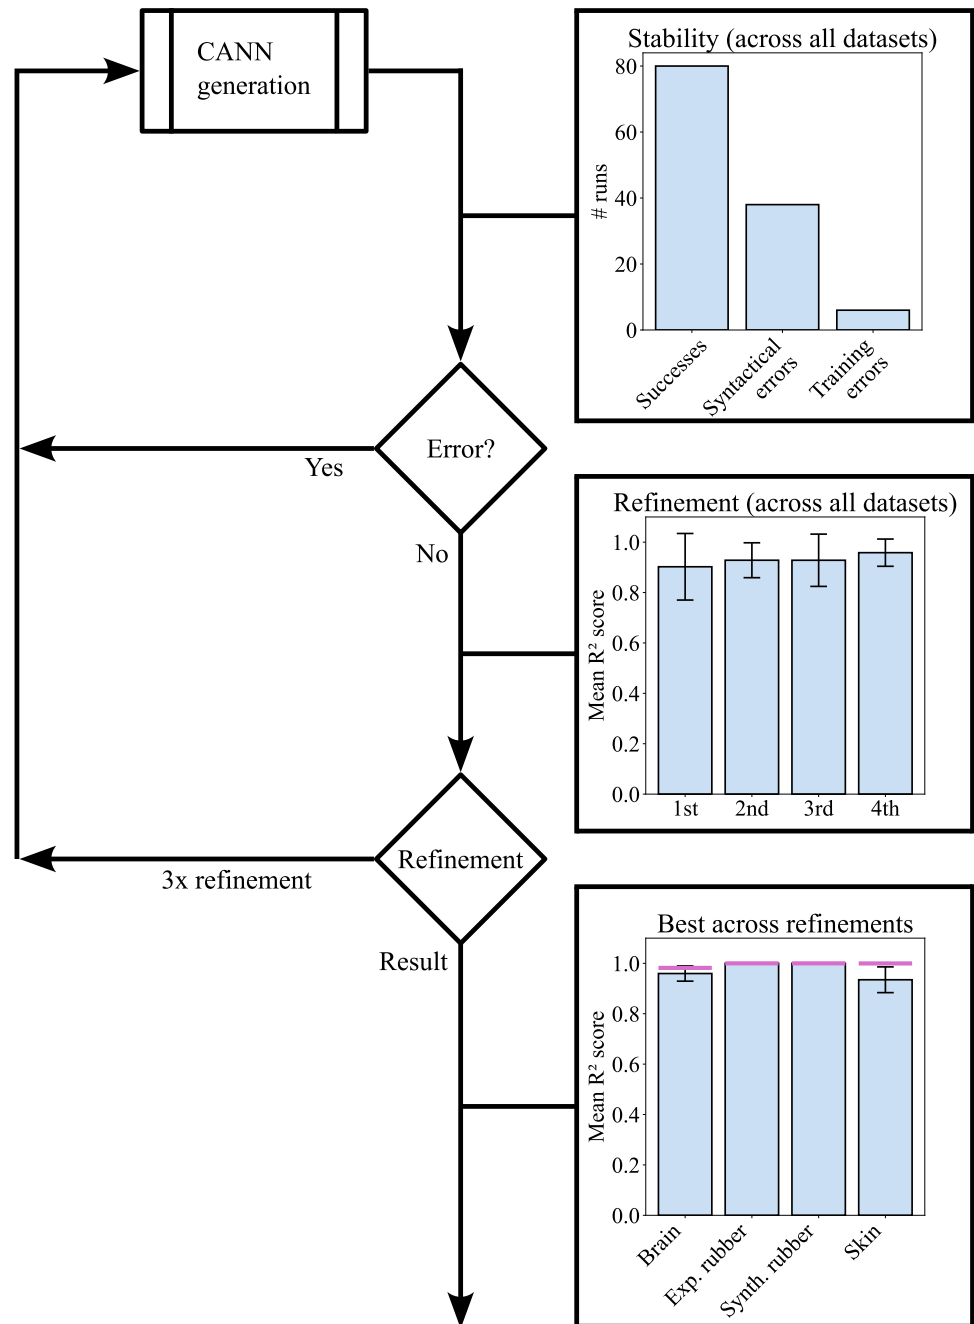 CANN
generation
Stability (across all datasets)
# runs
80
60
40
20
0
Successes
Syntactical
errors
Training
errors
Error?
Yes
No
Refinement (across all datasets)
Mean R² score
1.0
0.8
0.6
0.4
0.2
0.0
1st
2nd
3rd
4th
Refinement
3x refinement
Result
Best across refinements
Mean R² score
1.0
0.8
0.6
0.4
0.2
0.0
Brain
Exp. rubber
Synth. rubber
Skin